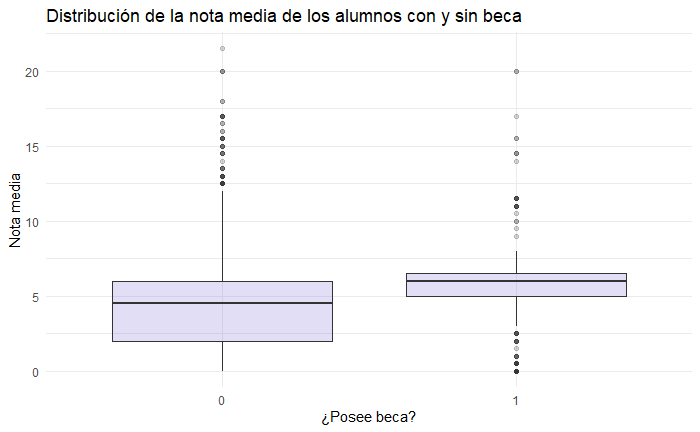 Distribución de la nota media de los alumnos con y sin beca
Nota media
20
15
10
5
0
0 1
¿Posee beca?